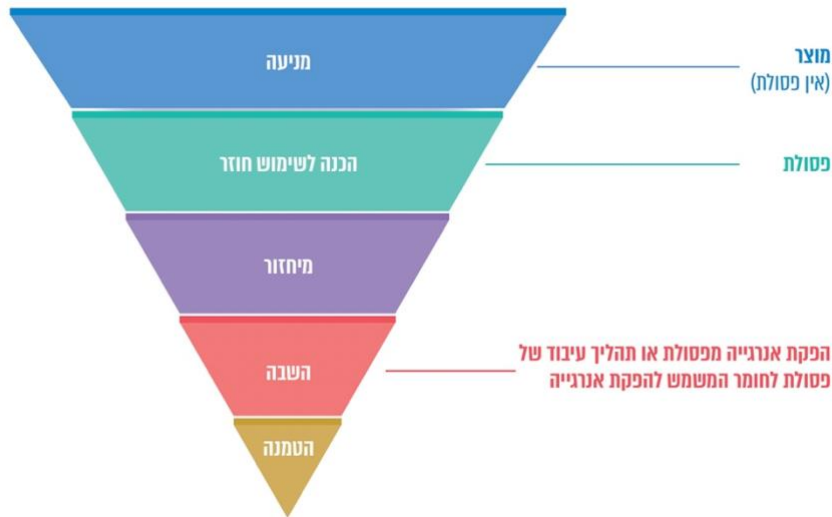 מניעה
מוצר
(אין פסולת)
הכנה לשימוש חוזר
פסולת
מיחזור
השבה
הפקת אנרגייה מפסולת או תהליך עיבוד של
פסולת לחומר המשמש להפקת אנרגייה
הטמנה